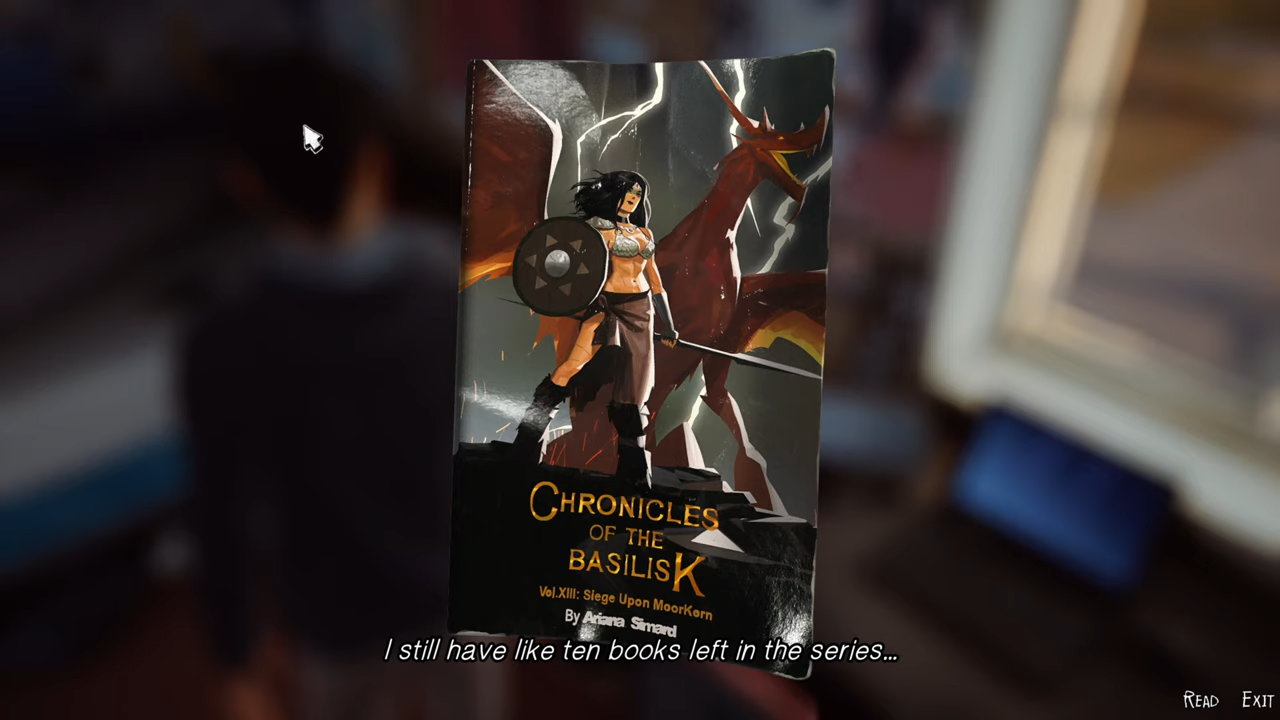 CHRONICLES
OF THE
BASILISK
Vol.XIII: Siege Upon MoorKorn
By Ariana Simard
I still have like ten books left in the series...
READ EXIT